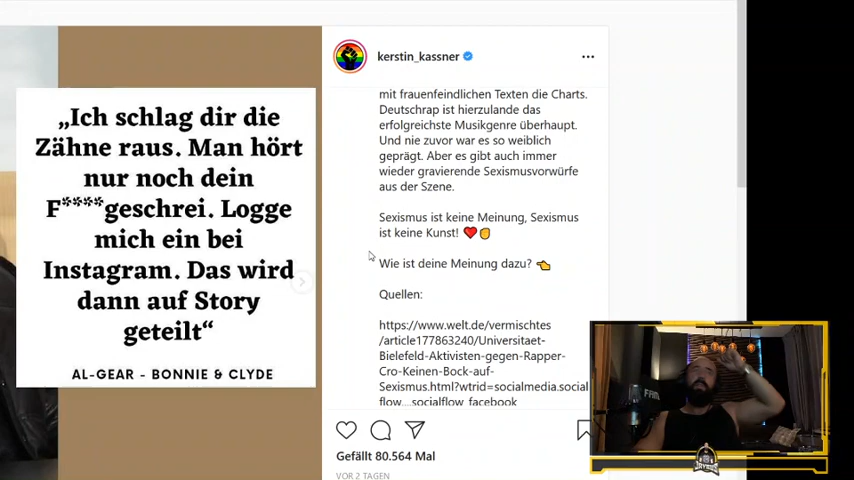 „Ich schlag dir die
Zähne raus. Man hört
nur noch dein
F****geschrei. Logge
mich ein bei
Instagram. Das wird
dann auf Story
geteilt“
AL-GEAR - BONNIE & CLYDE
kerstin_kassner
mit frauenfeindlichen Texten die Charts.
Deutschrap ist hierzulande das
erfolgreichste Musikgenre überhaupt.
Und nie zuvor war es so weiblich
geprägt. Aber es gibt auch immer
wieder gravierende Sexismusvorwürfe
aus der Szene.
Sexismus ist keine Meinung, Sexismus
ist keine Kunst! ❤️✊
Wie ist deine Meinung dazu? 👈
Quellen:
https://www.welt.de/vermischtes
/article177863240/Universitaet-
Bielefeld-Aktivisten-gegen-Rapper-
Cro-Keinen-Bock-auf-
Sexismus.html?wtrid=socialmedia.social
flow....socialflow_facebook
Gefällt 80.564 Mal
VOR 2 TAGEN